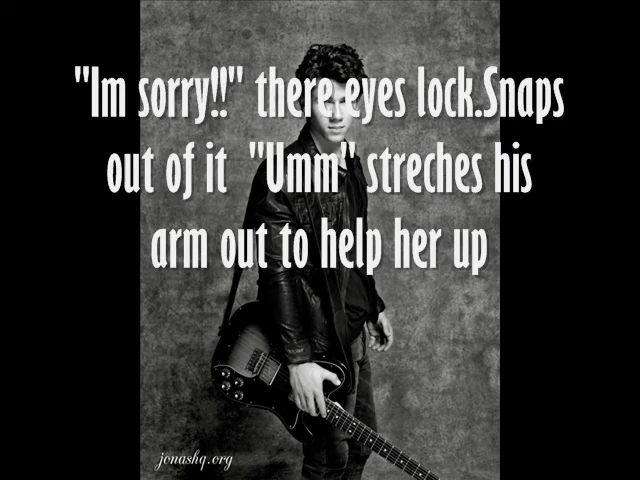 "Im sorry!!" there eyes lock.Snaps
out of it "Umm" streches his
arm out to help her up
jonashq.org